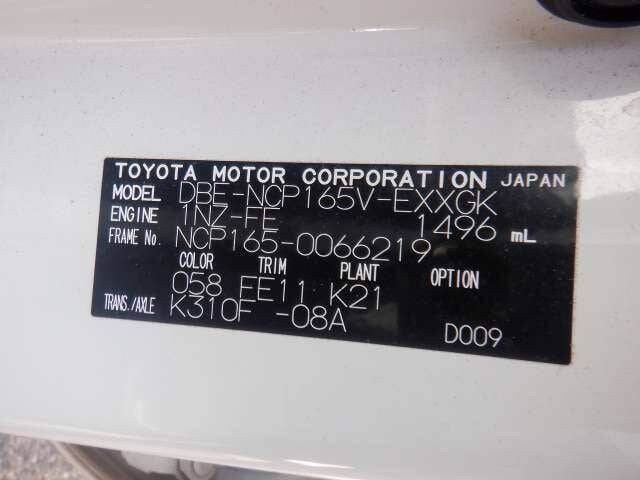 TOYOTA MOTOR CORPORATION JAPAN
MODEL DBE-NCP165V-EXXGK
ENGINE 1NZ-FE 1496 mL
FRAME No. NCP165-0066219
COLOR TRIM PLANT OPTION
058 EE11 K21
TRANS./AXLE K310F -08A
D009